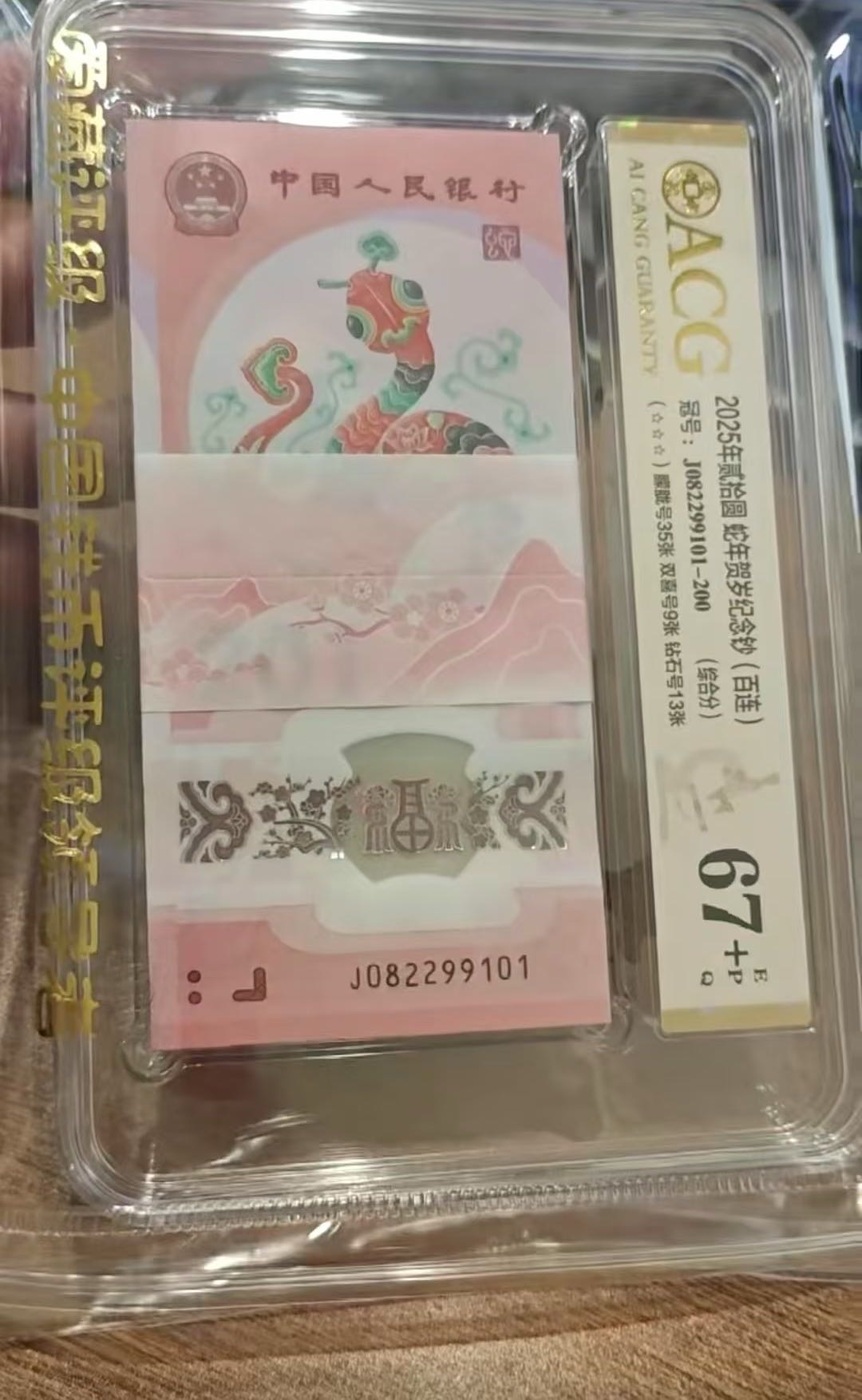 爱藏评级-中国钱币评级领导者
中国人民银行
J082299101
ACG
AI CANG GUARANTY
2025年贰拾圆 蛇年贺岁纪念钞（百连）
冠号：J082299101-200 （综合分）
（☆☆☆）朦胧号35张 双喜号9张 钻石号13张
67+
EPQ